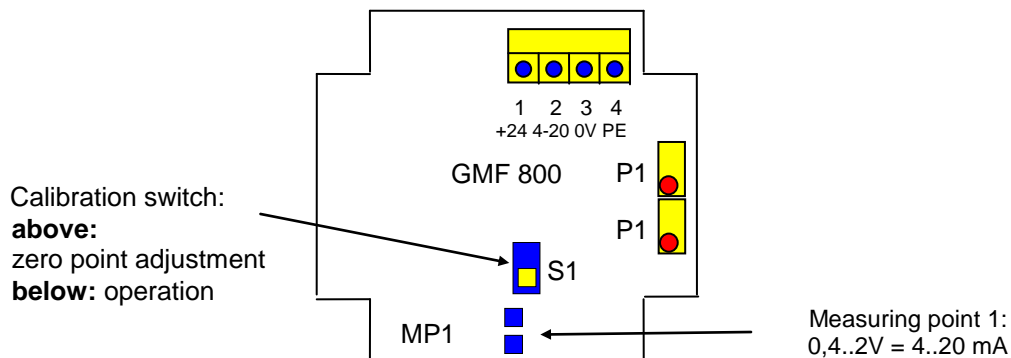 1 2 3 4
+24 4-20 0V PE
GMF 800
P1
P1
Calibration switch:
above:
zero point adjustment
below: operation
S1
MP1
Measuring point 1:
0,4..2V = 4..20 mA